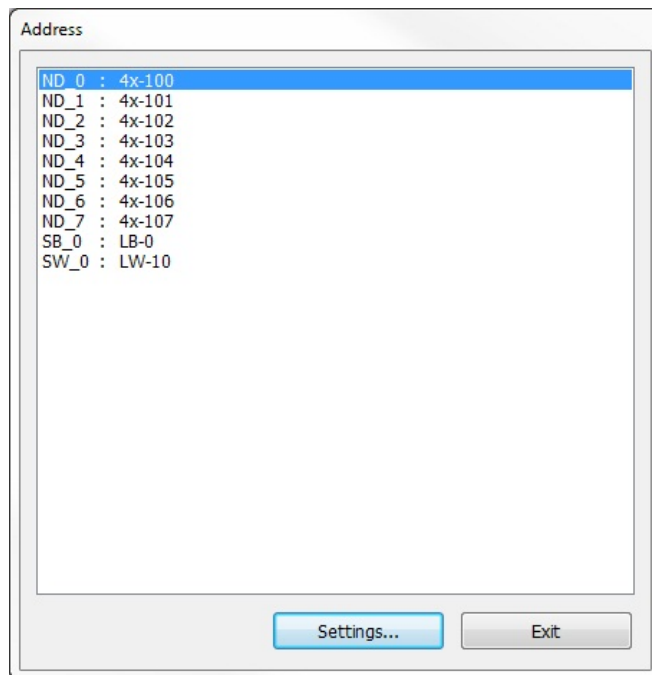 Address
ND_0 : 4x-100
ND_1 : 4x-101
ND_2 : 4x-102
ND_3 : 4x-103
ND_4 : 4x-104
ND_5 : 4x-105
ND_6 : 4x-106
ND_7 : 4x-107
SB_0 : LB-0
SW_0 : LW-10
Settings... Exit